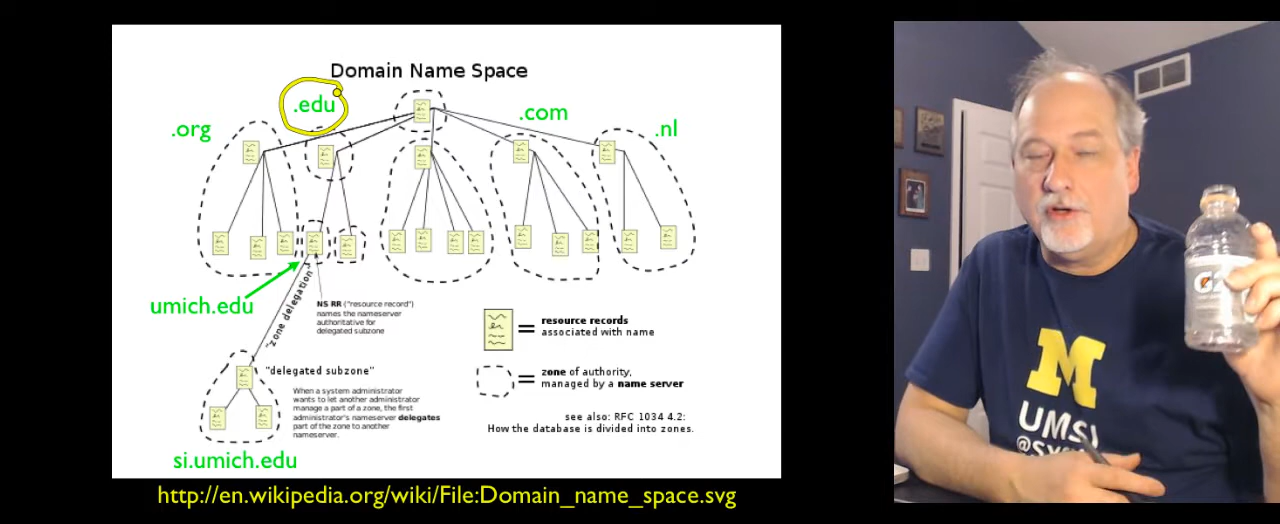 Domain Name Space
.edu
.com
.org
.nl
umich.edu
"zone delegation"
NS RR ("resource record")
names the nameserver
authoritative for
delegated subzone
= resource records
associated with name
"delegated subzone"
= zone of authority,
managed by a name server
When a system administrator
wants to let another administrator
manage a part of a zone, the first
administrator's nameserver delegates
part of the zone to another
nameserver.
see also: RFC 1034 4.2:
How the database is divided into zones.
si.umich.edu
http://en.wikipedia.org/wiki/File:Domain_name_space.svg
G
M
UMSI